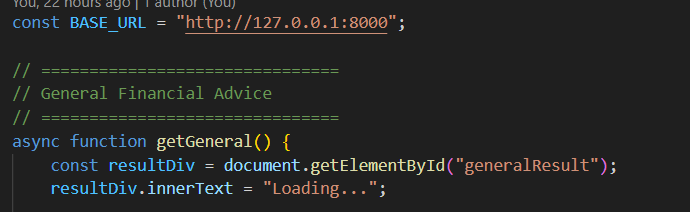 You, 22 hours ago | 1 author (You)
const BASE_URL = "http://127.0.0.1:8000";
// ===============================
// General Financial Advice
// ===============================
async function getGeneral() {
    const resultDiv = document.getElementById("generalResult");
    resultDiv.innerText = "Loading...";